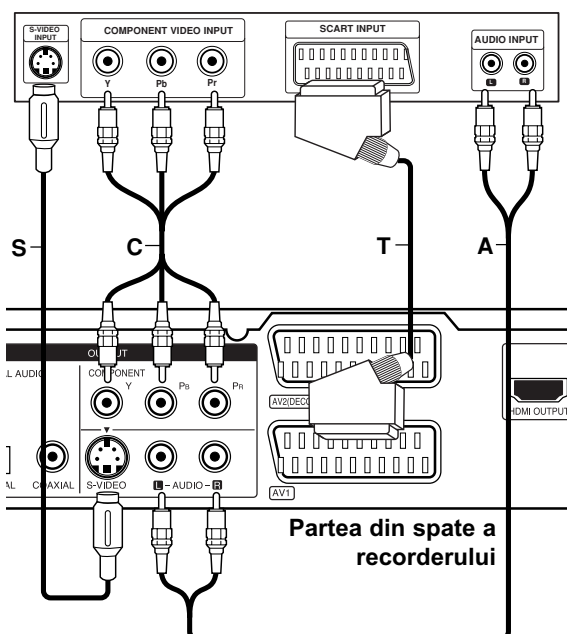 S-VIDEO
INPUT
COMPONENT VIDEO INPUT
Y Pb Pr
SCART INPUT
AUDIO INPUT
L R
S C T A
OUTPUT
L AUDIO
COMPONENT
Y PB PR
AL COAXIAL S-VIDEO L - AUDIO - R
AV2(DECO
AV1
HDMI OUTPUT
Partea din spate a
recorderului